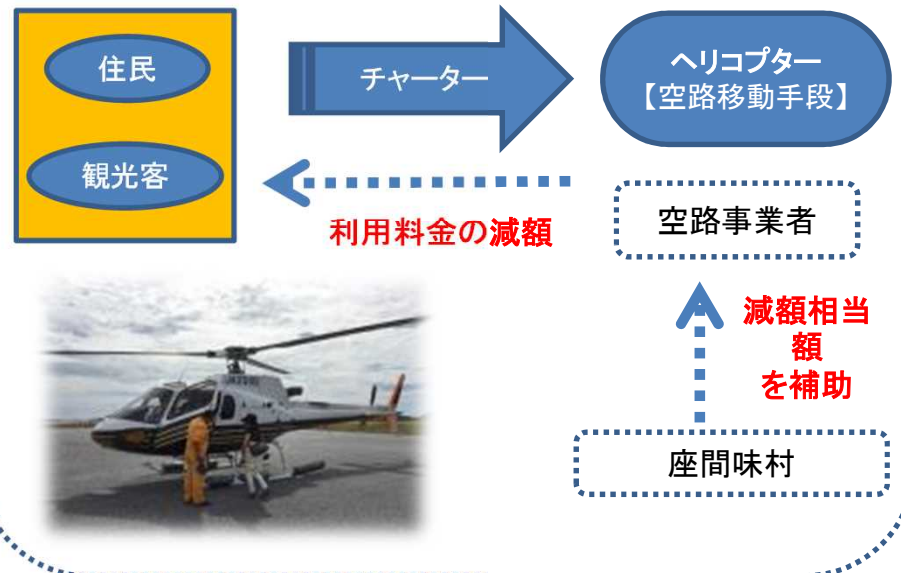 住民
チャーター
ヘリコプター
【空路移動手段】
観光客
利用料金の減額
空路事業者
減額相当
額
を補助
座間味村